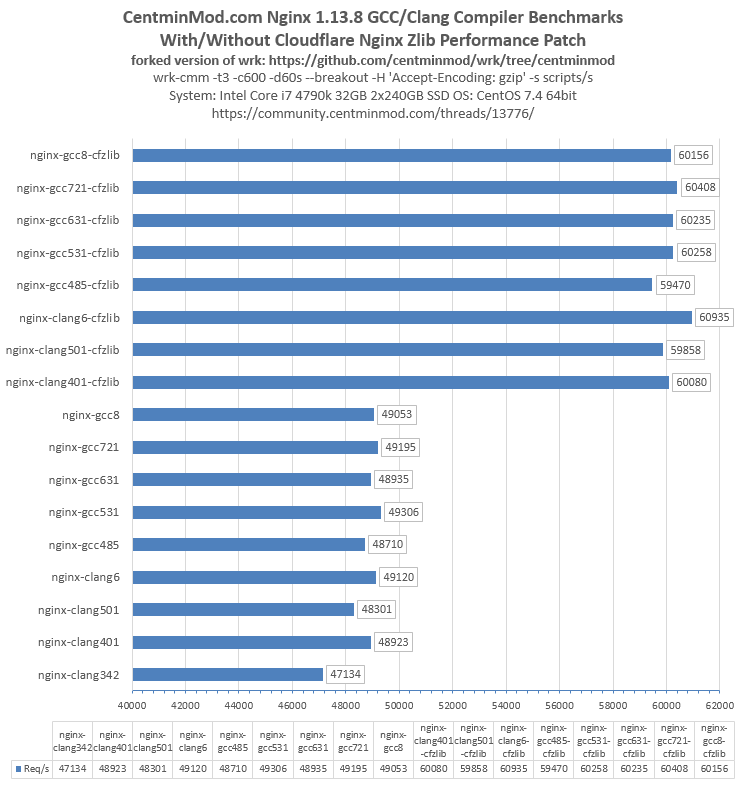 CentminMod.com Nginx 1.13.8 GCC/Clang Compiler Benchmarks
With/Without Cloudflare Nginx Zlib Performance Patch
forked version of wrk: https://github.com/centminmod/wrk/tree/centminmod
wrk-cmm -t3 -c600 -d60s --breakout -H 'Accept-Encoding: gzip' -s scripts/s
System: Intel Core i7 4790k 32GB 2x240GB SSD OS: CentOS 7.4 64bit
https://community.centminmod.com/threads/13776/
nginx-gcc8-cfzlib 60156
nginx-gcc721-cfzlib 60408
nginx-gcc631-cfzlib 60235
nginx-gcc531-cfzlib 60258
nginx-gcc485-cfzlib 59470
nginx-clang6-cfzlib 60935
nginx-clang501-cfzlib 59858
nginx-clang401-cfzlib 60080
nginx-gcc8 49053
nginx-gcc721 49195
nginx-gcc631 48935
nginx-gcc531 49306
nginx-gcc485 48710
nginx-clang6 49120
nginx-clang501 48301
nginx-clang401 48923
nginx-clang342 47134
40000 42000 44000 46000 48000 50000 52000 54000 56000 58000 60000 62000
nginx- nginx- nginx- nginx- nginx- nginx- nginx- nginx- nginx- nginx- nginx- nginx- nginx- nginx- nginx- nginx- nginx-
clang342 clang401 clang501 clang6 gcc485 gcc531 gcc631 gcc721 gcc8 clang401 clang501 clang6- gcc485- gcc531- gcc631- gcc721- gcc8-
-cfzlib -cfzlib cfzlib cfzlib cfzlib cfzlib cfzlib cfzlib
Req/s 47134 48923 48301 49120 48710 49306 48935 49195 49053 60080 59858 60935 59470 60258 60235 60408 60156